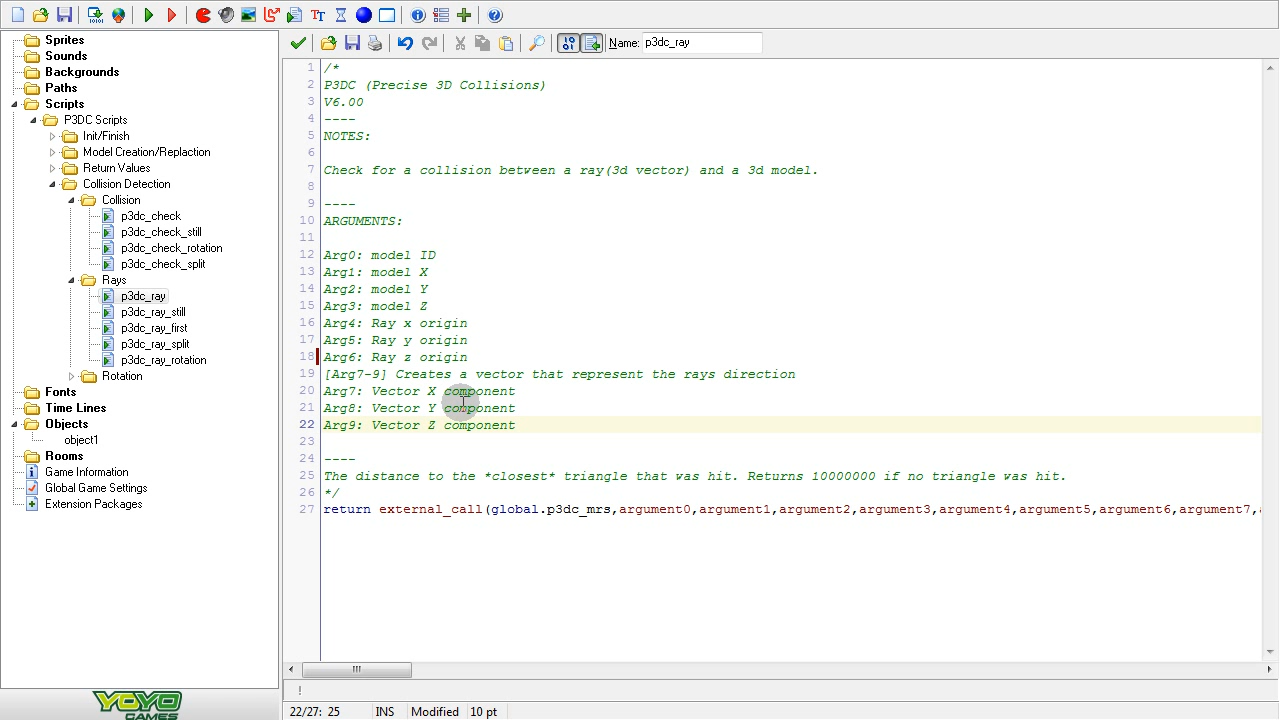 Name: p3dc_ray
Sprites
Sounds
Backgrounds
Paths
Scripts
P3DC Scripts
Init/Finish
Model Creation/Replaction
Return Values
Collision Detection
Collision
p3dc_check
p3dc_check_still
p3dc_check_rotation
p3dc_check_split
Rays
p3dc_ray
p3dc_ray_still
p3dc_ray_first
p3dc_ray_split
p3dc_ray_rotation
Rotation
Fonts
Time Lines
Objects
object1
Rooms
Game Information
Global Game Settings
Extension Packages
YOYO
GAMES
1 /*
2 P3DC (Precise 3D Collisions)
3 V6.00
4 ----
5 NOTES:
6
7 Check for a collision between a ray(3d vector) and a 3d model.
8
9 ----
10 ARGUMENTS:
11
12 Arg0: model ID
13 Arg1: model X
14 Arg2: model Y
15 Arg3: model Z
16 Arg4: Ray x origin
17 Arg5: Ray y origin
18 Arg6: Ray z origin
19 [Arg7-9] Creates a vector that represent the rays direction
20 Arg7: Vector X component
21 Arg8: Vector Y component
22 Arg9: Vector Z component
23
24 ----
25 The distance to the *closest* triangle that was hit. Returns 10000000 if no triangle was hit.
26 */
27 return external_call(global.p3dc_mrs,argument0,argument1,argument2,argument3,argument4,argument5,argument6,argument7,
!
22/27: 25 INS Modified 10 pt